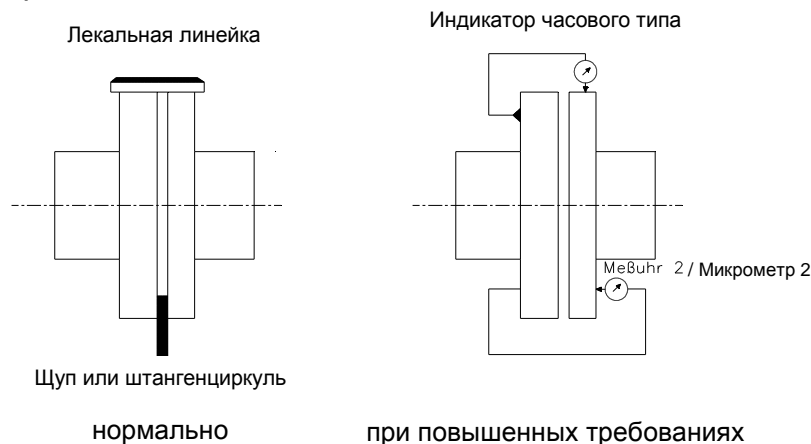 Индикатор часового типа
Лекальная линейка
Meßuhr 2 / Микрометр 2
Щуп или штангенциркуль
нормально
при повышенных требованиях